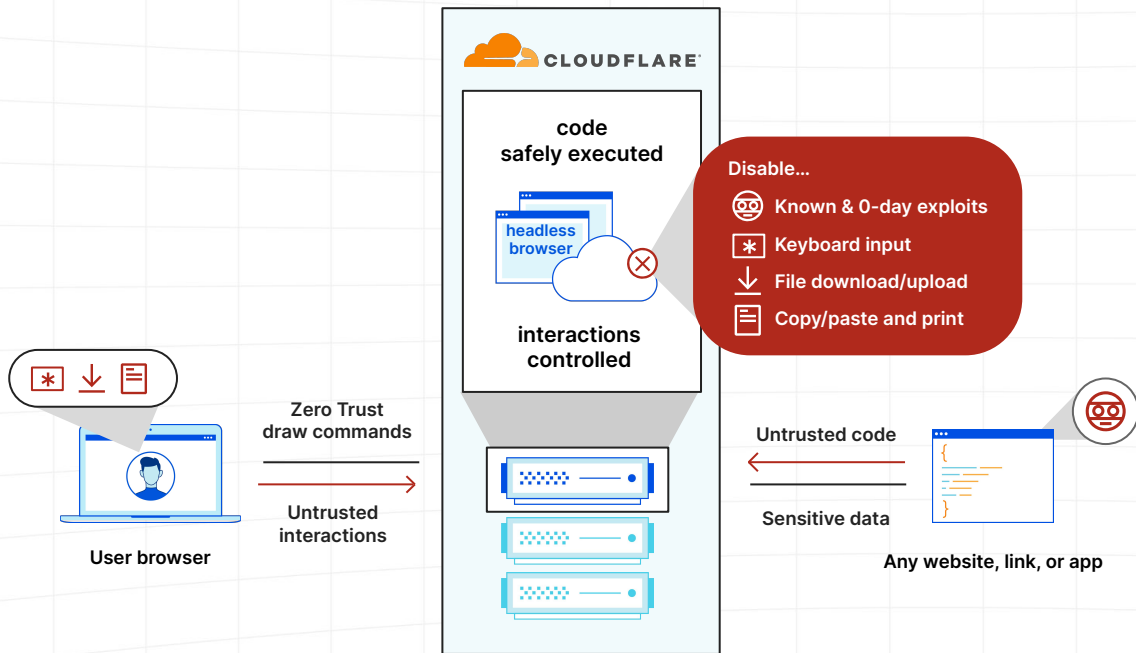 CLOUDFLARE
code
safely executed
headless
browser
interactions
controlled
Disable...
Known & 0-day exploits
Keyboard input
File download/upload
Copy/paste and print
Zero Trust
draw commands
Untrusted
interactions
User browser
Untrusted code
Sensitive data
Any website, link, or app